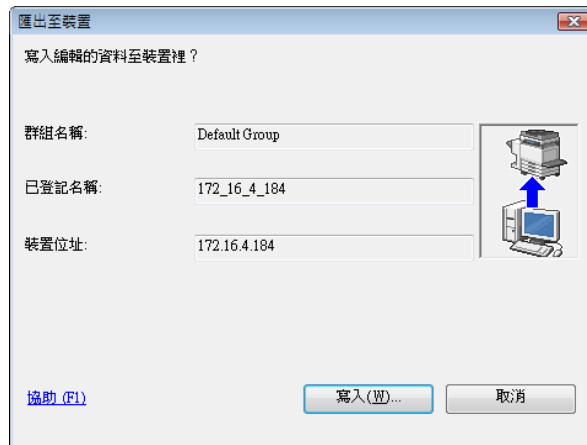 匯出至裝置
寫入編輯的資料至裝置裡？
群組名稱: Default Group
已登記名稱: 172_16_4_184
裝置位址: 172.16.4.184
協助 (F1) 寫入(W)... 取消